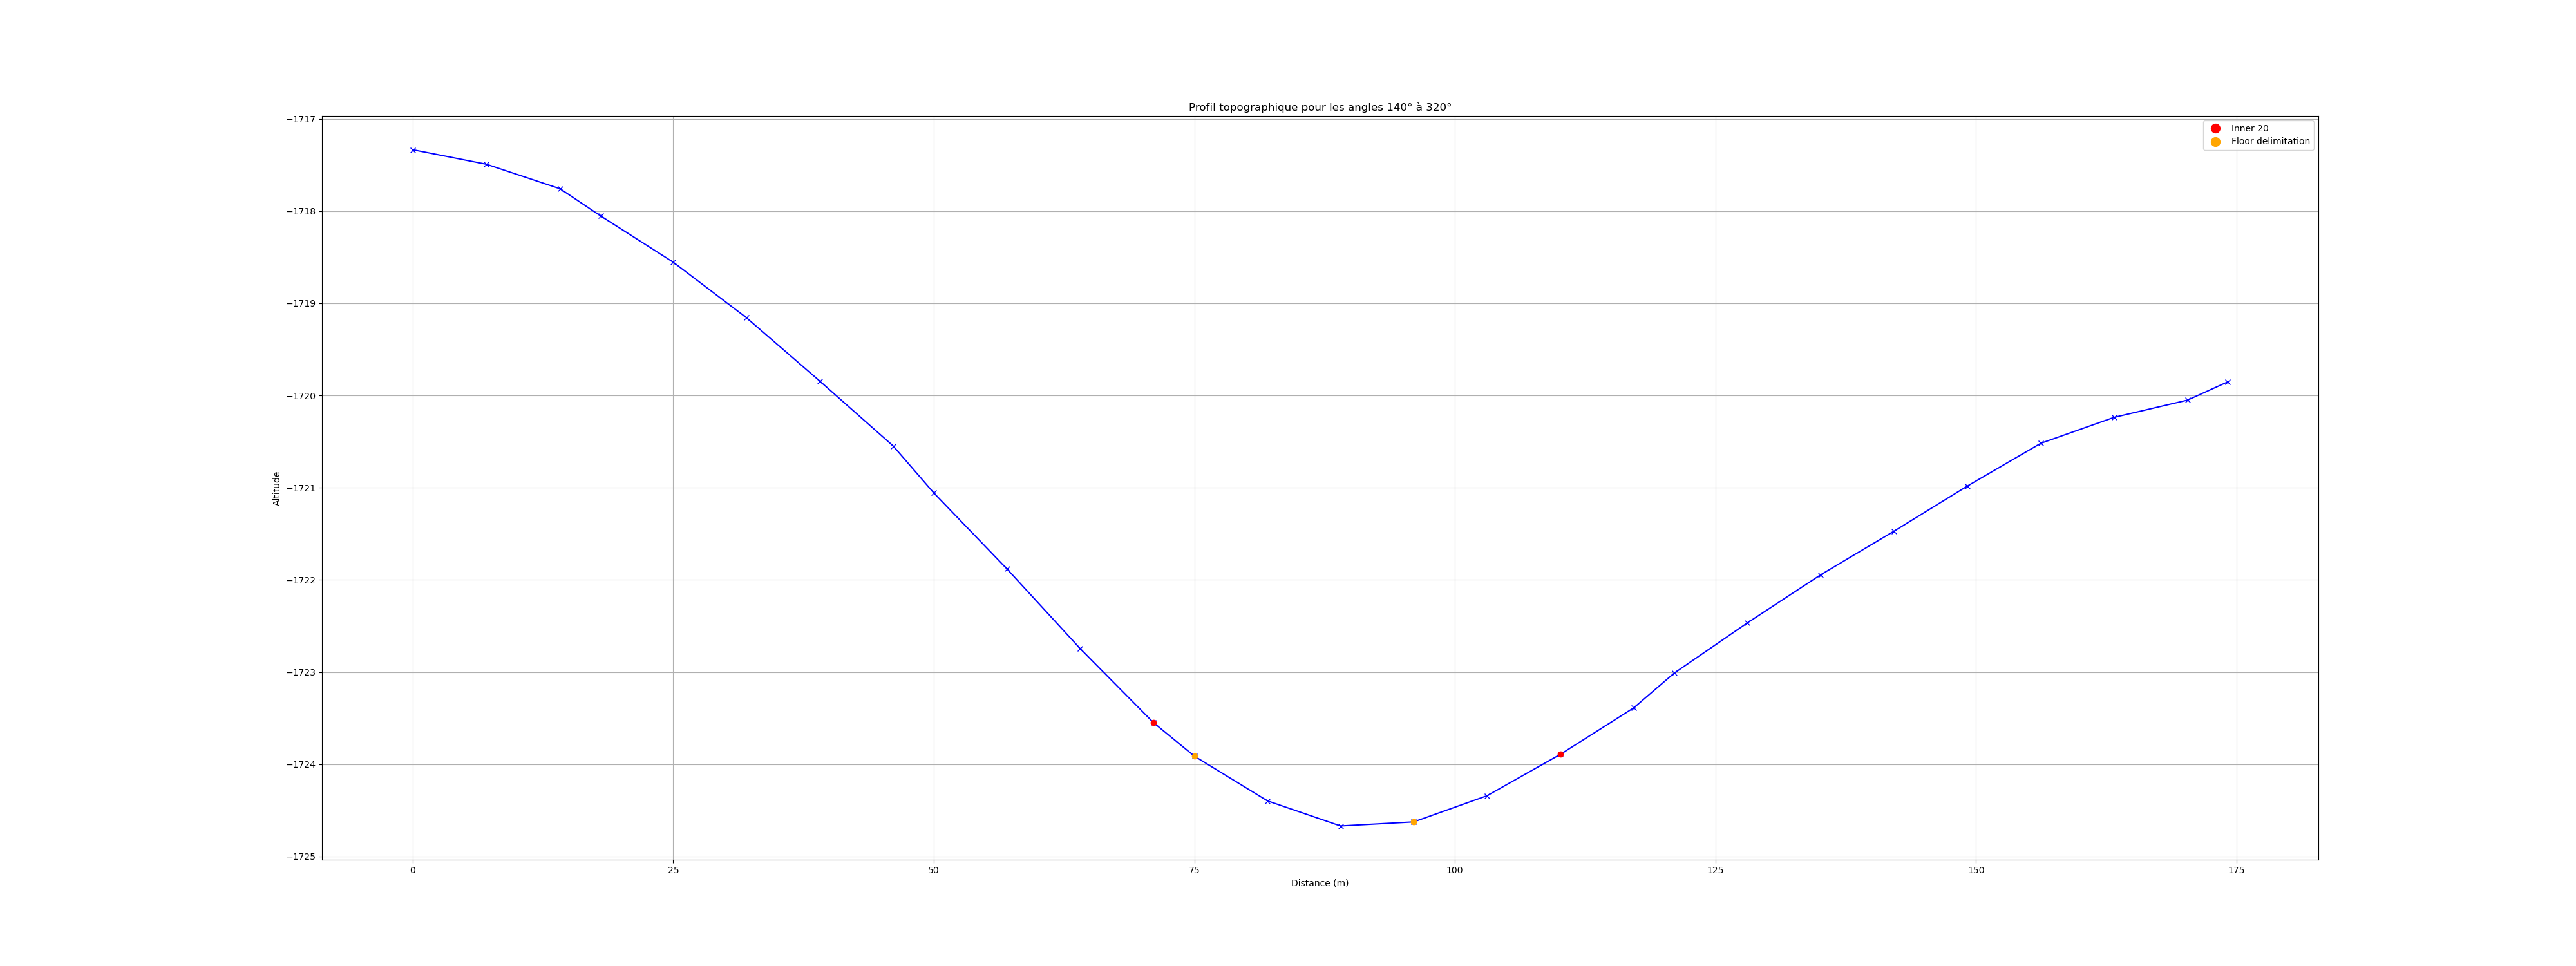 Profil topographique pour les angles 140° à 320°
Inner 20
Floor delimitation
Altitude
−1717
−1718
−1719
−1720
−1721
−1722
−1723
−1724
−1725
0 25 50 75 100 125 150 175
Distance (m)